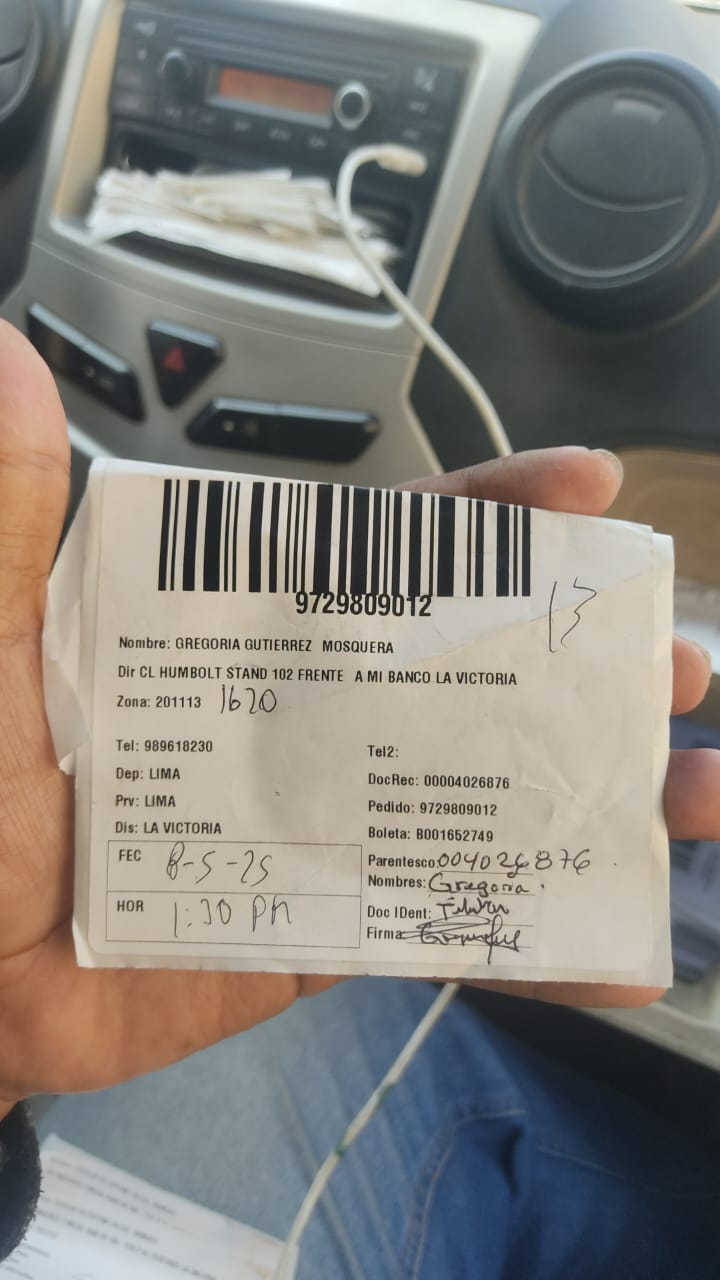 9729809012
13
Nombre: GREGORIA GUTIERREZ MOSQUERA
Dir CL HUMBOLT STAND 102 FRENTE A MI BANCO LA VICTORIA
Zona: 201113 1620
Tel: 989618230
Tel2:
Dep: LIMA
DocRec: 00004026876
Prv: LIMA
Pedido: 9729809012
Dis: LA VICTORIA
Boleta: B001652749
FEC 8-5-25
Parentesco: 004026876
Nombres: Gregoria
HOR 1:30 PM
Doc IDent:
Firma: